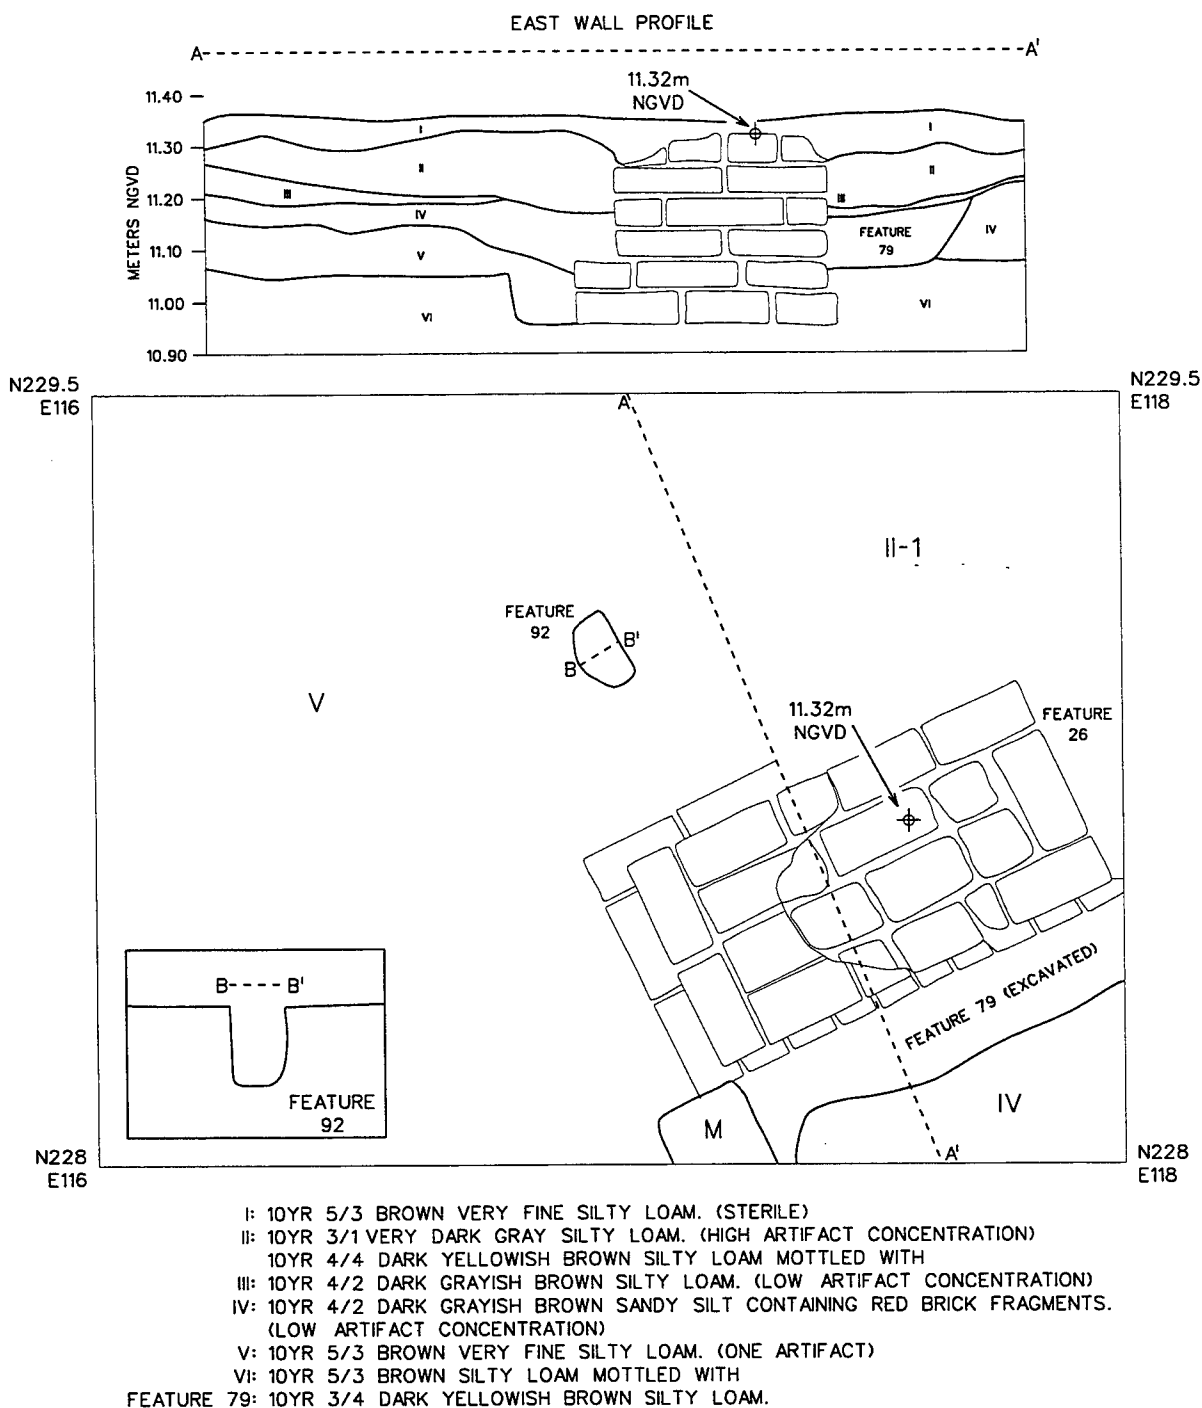 EAST WALL PROFILE
A A'
11.32m
NGVD
METERS NGVD
11.40
11.30
11.20
11.10
11.00
10.90
I I
II II
III III
IV IV
V
VI VI
FEATURE
79
N229.5
E116
N229.5
E118
A
II-1
FEATURE
92
B B'
V
11.32m
NGVD
FEATURE
26
FEATURE 79 (EXCAVATED)
B B'
FEATURE
92
M
IV
A'
N228
E116
N228
E118
I: 10YR 5/3 BROWN VERY FINE SILTY LOAM. (STERILE)
II: 10YR 3/1 VERY DARK GRAY SILTY LOAM. (HIGH ARTIFACT CONCENTRATION)
10YR 4/4 DARK YELLOWISH BROWN SILTY LOAM MOTTLED WITH
III: 10YR 4/2 DARK GRAYISH BROWN SILTY LOAM. (LOW ARTIFACT CONCENTRATION)
IV: 10YR 4/2 DARK GRAYISH BROWN SANDY SILT CONTAINING RED BRICK FRAGMENTS.
(LOW ARTIFACT CONCENTRATION)
V: 10YR 5/3 BROWN VERY FINE SILTY LOAM. (ONE ARTIFACT)
VI: 10YR 5/3 BROWN SILTY LOAM MOTTLED WITH
FEATURE 79: 10YR 3/4 DARK YELLOWISH BROWN SILTY LOAM.